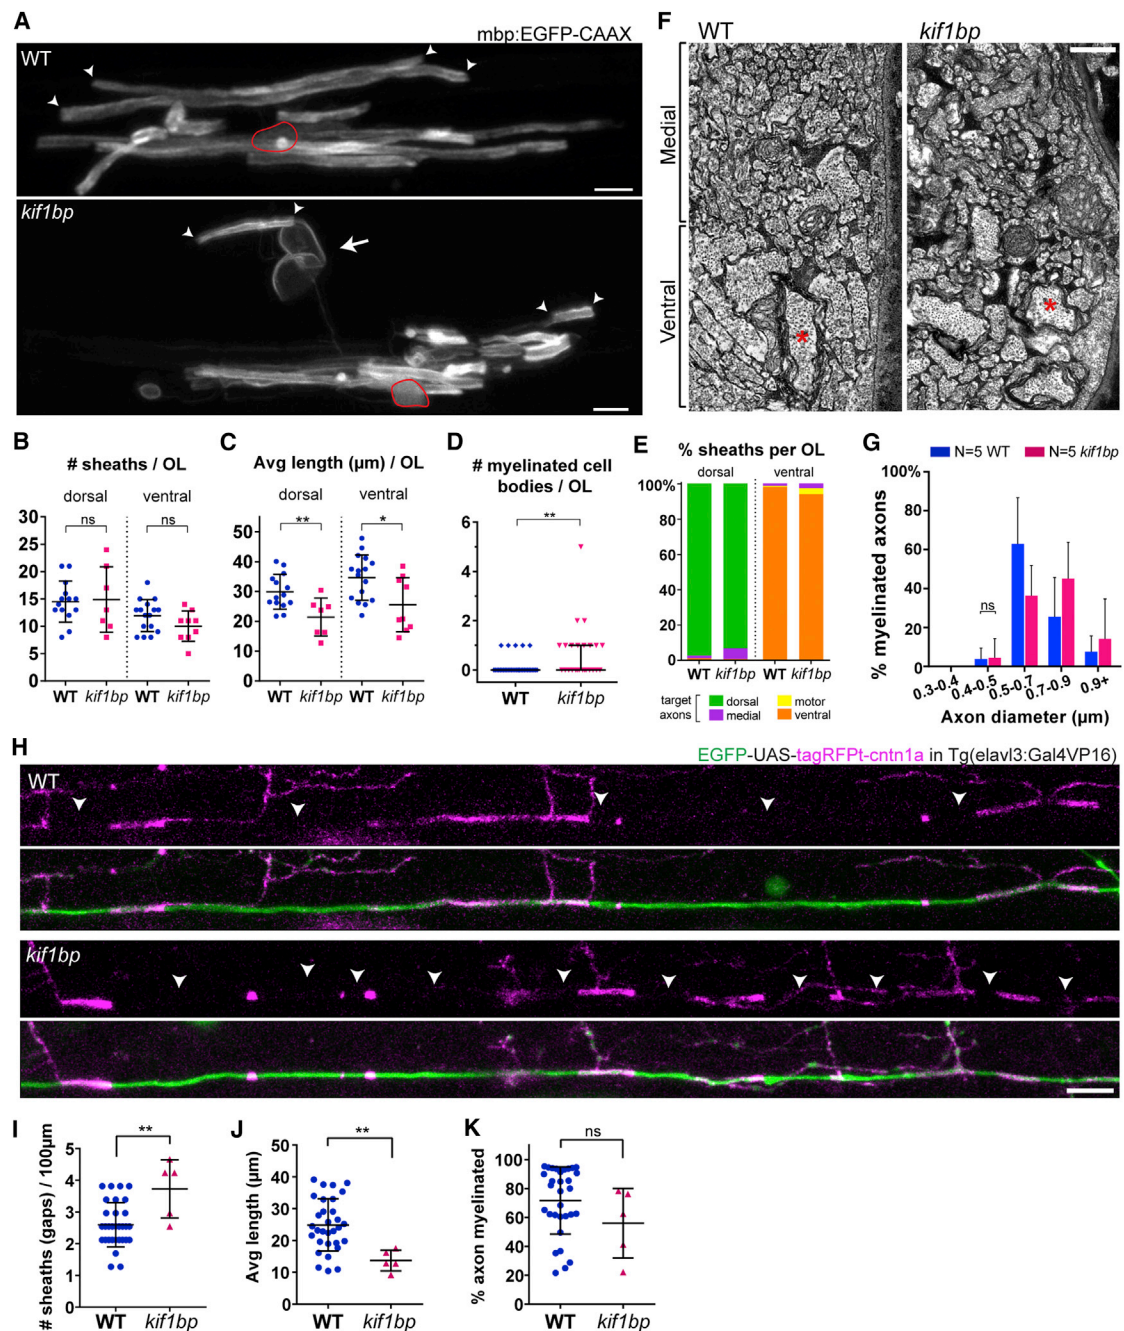 A
mbp:EGFP-CAAX
WT
kif1bp
F
WT
kif1bp
Medial
Ventral
*
*
B
# sheaths / OL
dorsal
ventral
ns
ns
30
25
20
15
10
5
0
WT
kif1bp
WT
kif1bp
C
Avg length (µm) / OL
dorsal
ventral
**
*
50
40
30
20
10
0
WT
kif1bp
WT
kif1bp
D
# myelinated cell
bodies / OL
**
6
4
2
0
WT
kif1bp
E
% sheaths per OL
dorsal
ventral
100%
80
60
40
20
0
WT
kif1bp
WT
kif1bp
target
axons
dorsal
medial
motor
ventral
G
N=5 WT
N=5 kif1bp
% myelinated axons
100%
80
60
40
20
0
ns
0.3-0.4
0.4-0.5
0.5-0.7
0.7-0.9
0.9+
Axon diameter (µm)
H
EGFP-UAS-tagRFPt-cntn1a in Tg(elavl3:Gal4VP16)
WT
kif1bp
I
# sheaths (gaps) / 100µm
**
5
4
3
2
1
0
WT
kif1bp
J
Avg length (µm)
**
50
40
30
20
10
0
WT
kif1bp
K
% axon myelinated
ns
100
80
60
40
20
0
WT
kif1bp